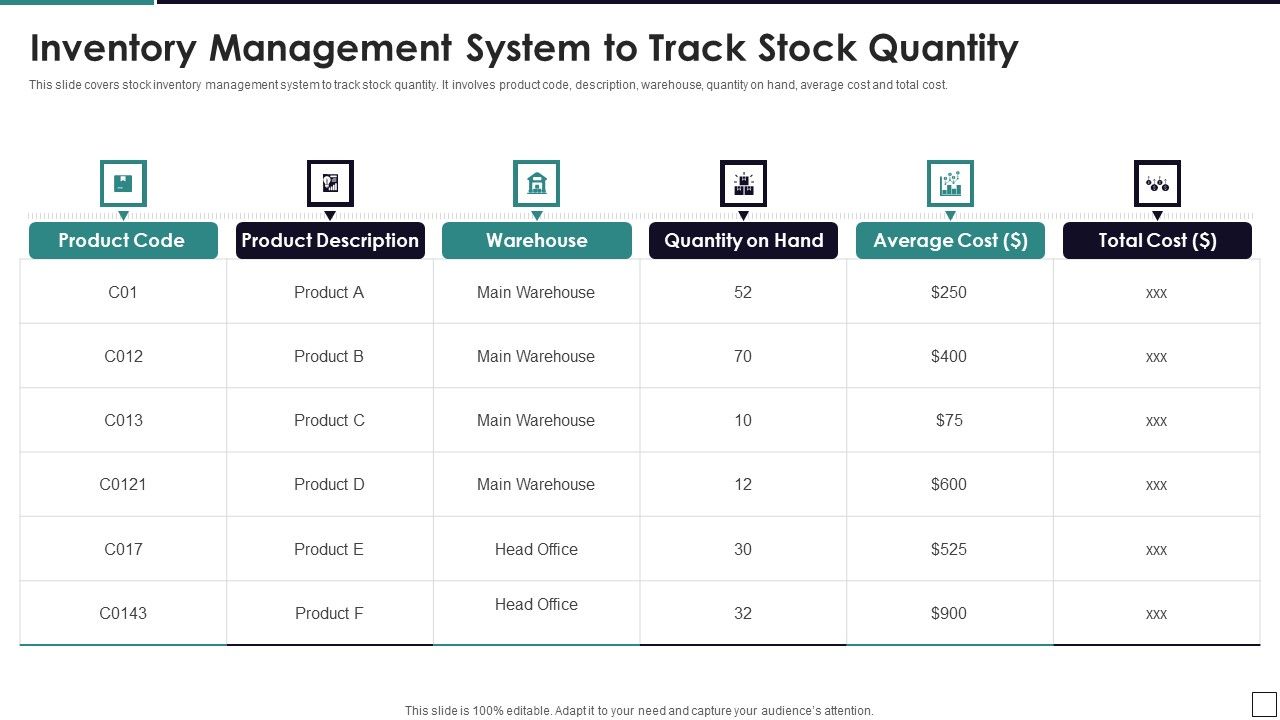 Inventory Management System to Track Stock Quantity
This slide covers stock inventory management system to track stock quantity. It involves product code, description, warehouse, quantity on hand, average cost and total cost.
Product Code Product Description Warehouse Quantity on Hand Average Cost ($) Total Cost ($)
C01 Product A Main Warehouse 52 $250 xxx
C012 Product B Main Warehouse 70 $400 xxx
C013 Product C Main Warehouse 10 $75 xxx
C0121 Product D Main Warehouse 12 $600 xxx
C017 Product E Head Office 30 $525 xxx
C0143 Product F Head Office 32 $900 xxx
This slide is 100% editable. Adapt it to your need and capture your audience’s attention.